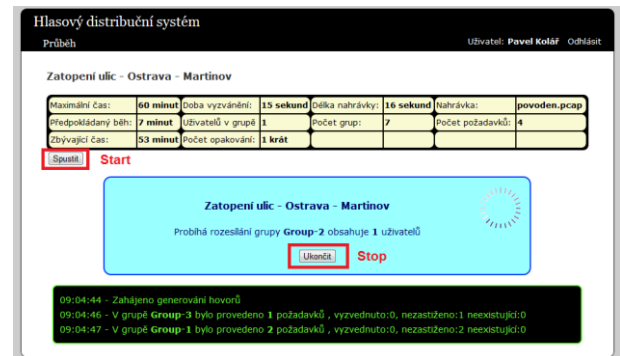 Hlasový distribuční systém
Průběh Uživatel: Pavel Kolář Odhlásit
Zatopení ulic - Ostrava - Martinov
Maximální čas: 60 minut Doba vyzvánění: 15 sekund Délka nahrávky: 16 sekund Nahrávka: povoden.pcap
Předpokládaný běh: 7 minut Uživatelů v grupě 1 Počet grup: 7 Počet požadavků: 4
Zbývající čas: 53 minut Počet opakování: 1 krát
Spustit Start
Zatopení ulic - Ostrava - Martinov
Probíhá rozesílání grupy Group-2 obsahuje 1 uživatelů
Ukončit Stop
09:04:44 - Zahájeno generování hovorů
09:04:46 - V grupě Group-3 bylo provedeno 1 požadavků , vyzvednuto:0, nezastiženo:1 neexistující:0
09:04:47 - V grupě Group-1 bylo provedeno 2 požadavků , vyzvednuto:0, nezastiženo:2 neexistující:0